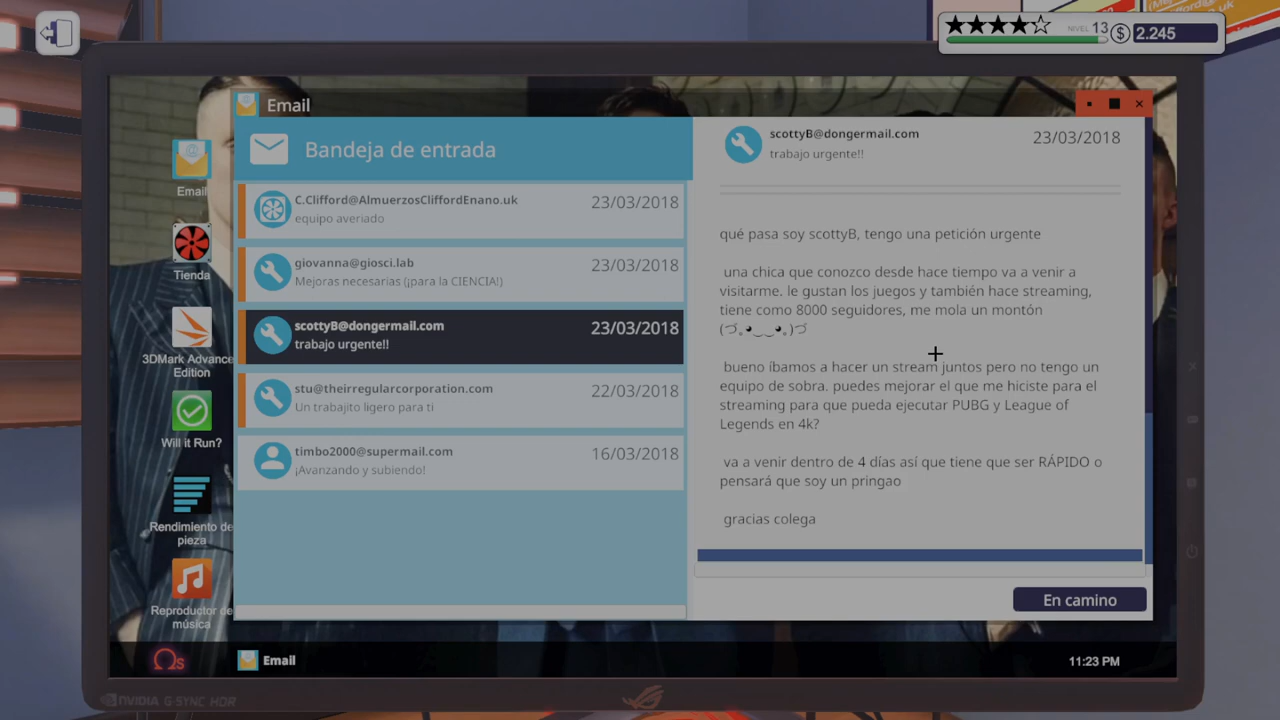 NIVEL 13
$ 2.245
Email
Bandeja de entrada
C.Clifford@AlmuerzosCliffordEnano.uk 23/03/2018
equipo averiado
giovanna@giosci.lab 23/03/2018
Mejoras necesarias (¡para la CIENCIA!)
scottyB@dongermail.com 23/03/2018
trabajo urgente!!
stu@theirregularcorporation.com 22/03/2018
Un trabajito ligero para ti
timbo2000@supermail.com 16/03/2018
¡Avanzando y subiendo!
scottyB@dongermail.com 23/03/2018
trabajo urgente!!
qué pasa soy scottyB, tengo una petición urgente
una chica que conozco desde hace tiempo va a venir a
visitarme. le gustan los juegos y también hace streaming,
tiene como 8000 seguidores, me mola un montón
(づ｡◕‿‿◕｡)づ
bueno íbamos a hacer un stream juntos pero no tengo un
equipo de sobra. puedes mejorar el que me hiciste para el
streaming para que pueda ejecutar PUBG y League of
Legends en 4k?
va a venir dentro de 4 días así que tiene que ser RÁPIDO o
pensará que soy un pringao
gracias colega
En camino
Email
Tienda
3DMark Advance
Edition
Will it Run?
Rendimiento de
pieza
Reproductor de
música
Ωs
Email
11:23 PM
NVIDIA G-SYNC HDR